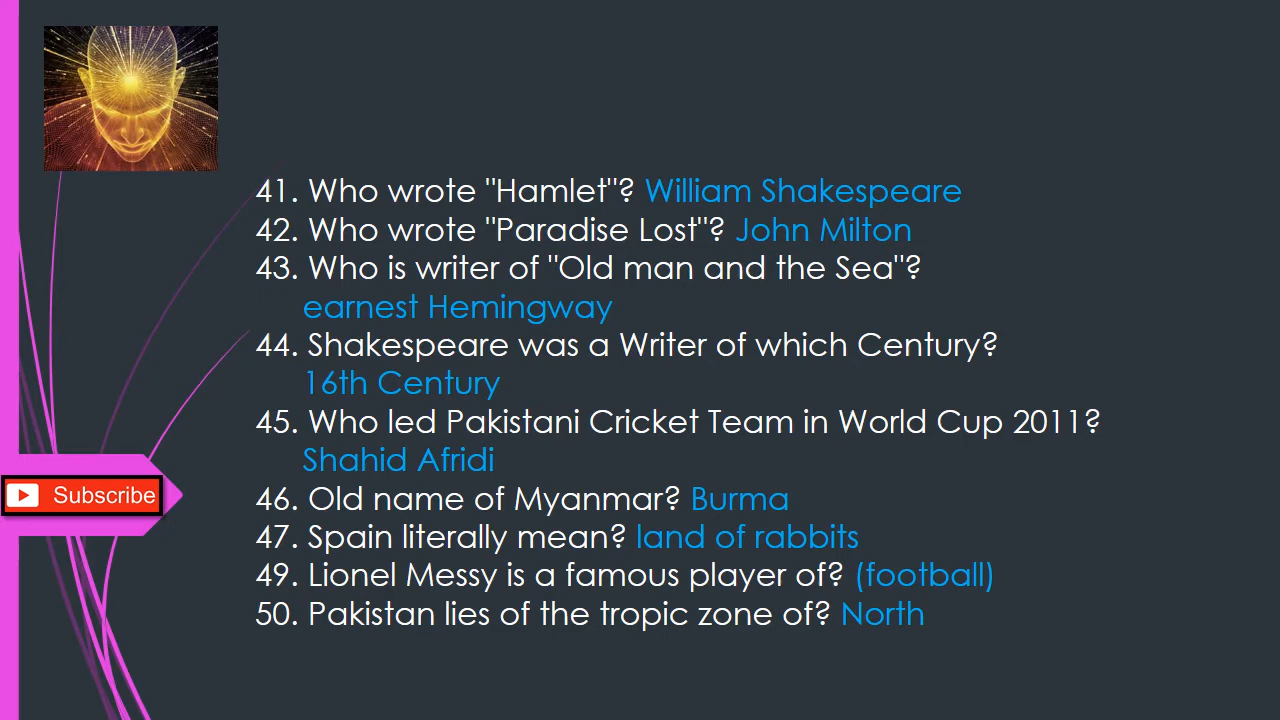 41. Who wrote "Hamlet"? William Shakespeare
42. Who wrote "Paradise Lost"? John Milton
43. Who is writer of "Old man and the Sea"?
earnest Hemingway
44. Shakespeare was a Writer of which Century?
16th Century
45. Who led Pakistani Cricket Team in World Cup 2011?
Shahid Afridi
Subscribe
46. Old name of Myanmar? Burma
47. Spain literally mean? land of rabbits
49. Lionel Messy is a famous player of? (football)
50. Pakistan lies of the tropic zone of? North